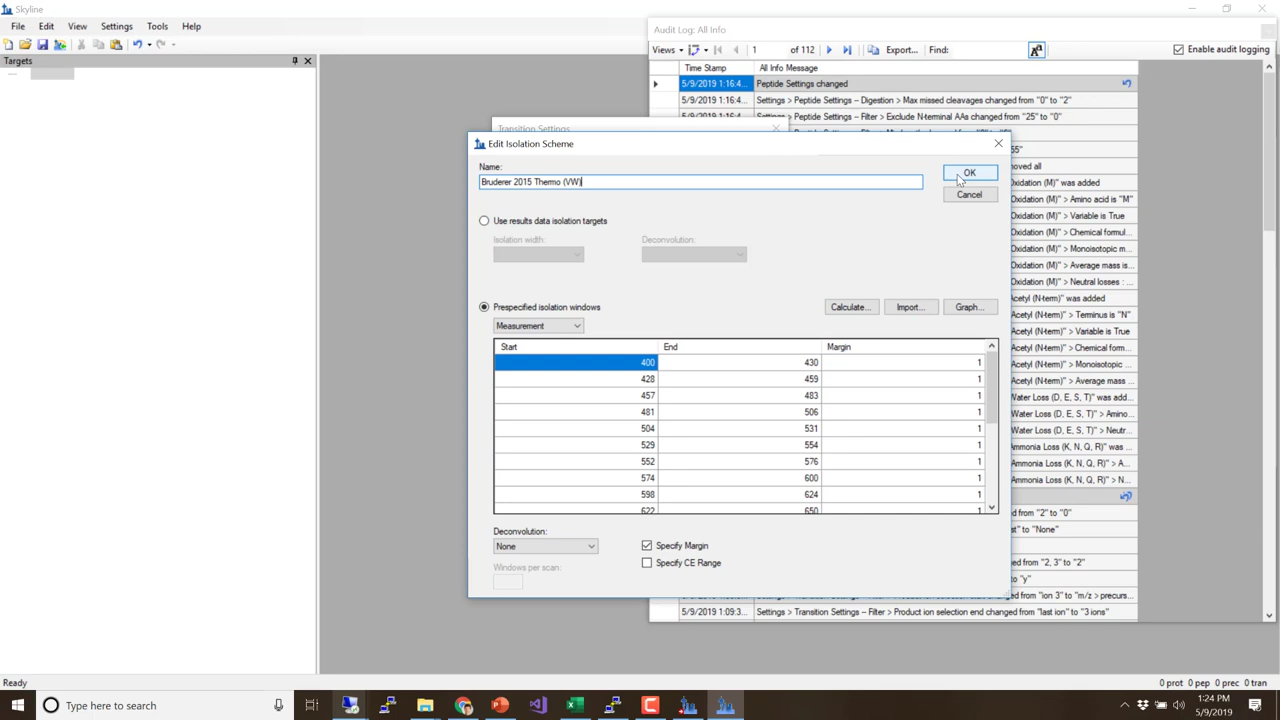 Skyline
File Edit View Settings Tools Help
Targets
Audit Log: All Info
Views 1 of 112 Export... Find: Aa Enable audit logging
Time Stamp All Info Message
5/9/2019 1:16:4... Peptide Settings changed
5/9/2019 1:16:4... Settings > Peptide Settings -- Digestion > Max missed cleavages changed from "0" to "2"
5/9/2019 1:16:4... Settings > Peptide Settings -- Filter > Exclude N-terminal AAs changed from "25" to "0"
Transition Settings
Edit Isolation Scheme
Name:
Bruderer 2015 Thermo (VW)
OK
Cancel
Use results data isolation targets
Isolation width: Deconvolution:
Prespecified isolation windows
Calculate... Import... Graph...
Measurement
Start End Margin
400 430 1
428 459 1
457 483 1
481 506 1
504 531 1
529 554 1
552 576 1
574 600 1
598 624 1
622 650 1
Deconvolution:
None
Specify Margin
Specify CE Range
Windows per scan:
55"
oved all
Oxidation (M)" was added
Oxidation (M)" > Amino acid is "M"
Oxidation (M)" > Variable is True
Oxidation (M)" > Chemical formul...
Oxidation (M)" > Monoisotopic m...
Oxidation (M)" > Average mass is...
Oxidation (M)" > Neutral losses : ...
Acetyl (N-term)" was added
Acetyl (N-term)" > Terminus is "N"
Acetyl (N-term)" > Variable is True
Acetyl (N-term)" > Chemical form...
Acetyl (N-term)" > Monoisotopic ...
Acetyl (N-term)" > Average mass...
Water Loss (D, E, S, T)" was add...
Water Loss (D, E, S, T)" > Amino...
Water Loss (D, E, S, T)" > Neutr...
Ammonia Loss (K, N, Q, R)" was ...
Ammonia Loss (K, N, Q, R)" > A...
Ammonia Loss (K, N, Q, R)" > N...
ed from "2" to "0"
st" to "None"
ed from "2, 3" to "2"
to "y"
ed from "ion 3" to "m/z > precurs...
5/9/2019 1:09:3... Settings > Transition Settings -- Filter > Product ion selection end changed from "last ion" to "3 ions"
Ready
0 prot 0 pep 0 prec 0 tran
Type here to search
1:24 PM
5/9/2019